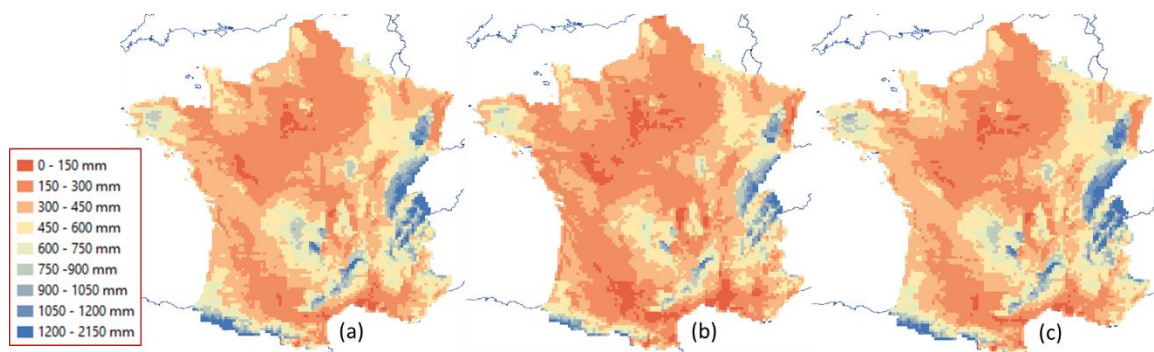 0 - 150 mm
150 - 300 mm
300 - 450 mm
450 - 600 mm
600 - 750 mm
750 -900 mm
900 - 1050 mm
1050 - 1200 mm
1200 - 2150 mm
(a)
(b)
(c)